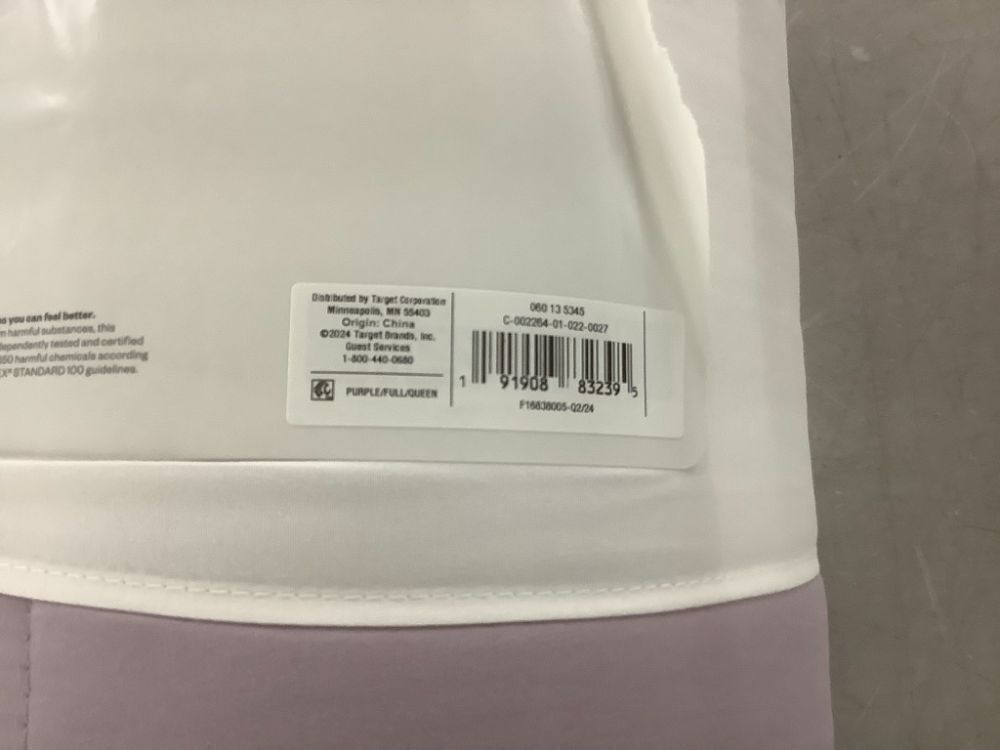 so you can feel better.
harmful substances, this
dependently tested and certified
350 harmful chemicals according
X® STANDARD 100 guidelines.
Distributed by Target Corporation
Minneapolis, MN 55403
Origin: China
©2024 Target Brands, Inc.
Guest Services
1-800-440-0680
PURPLE/FULL/QUEEN
060 13 5345
C-002264-01-022-0027
1 91908 83239 5
F16838005-02/24